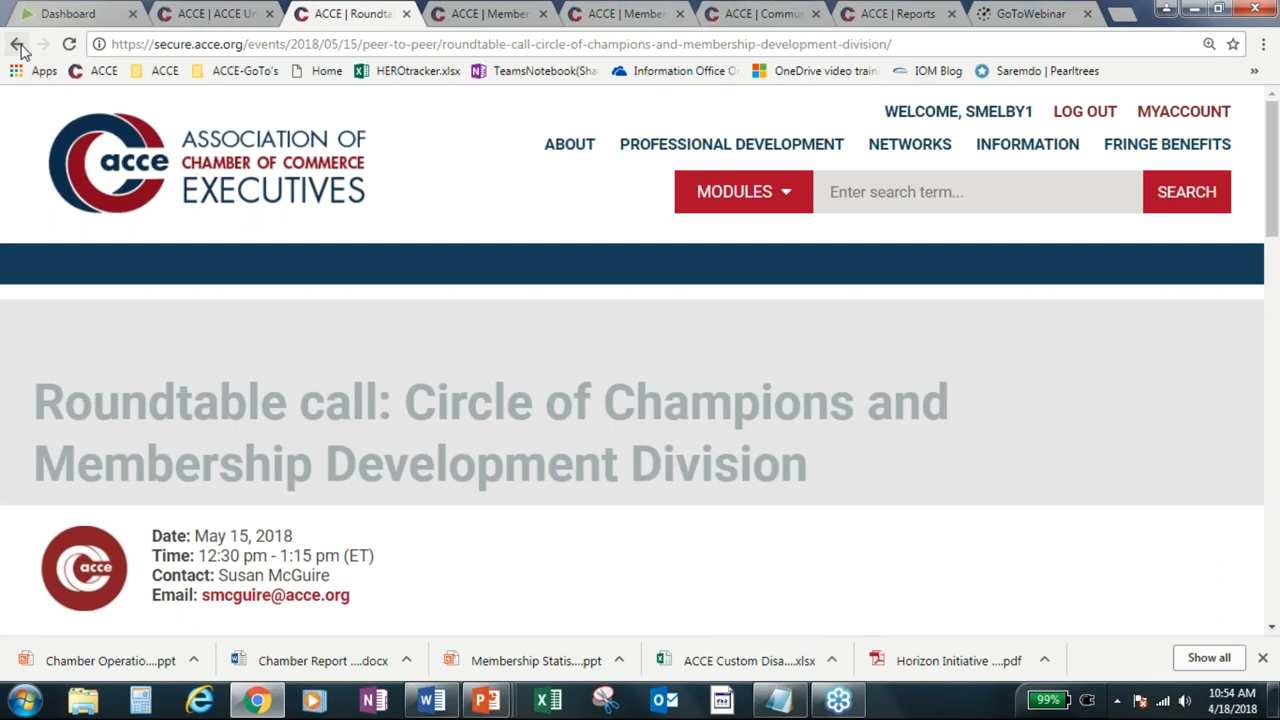 Dashboard
ACCE | ACCE Un
ACCE | Roundta
ACCE | Member
ACCE | Member
ACCE | Commu
ACCE | Reports
GoToWebinar
https://secure.acce.org/events/2018/05/15/peer-to-peer/roundtable-call-circle-of-champions-and-membership-development-division/
Apps
ACCE
ACCE
ACCE-GoTo's
Home
HEROtracker.xlsx
TeamsNotebook(Sha
Information Office O
OneDrive video train
IOM Blog
Saremdo | Pearltrees
»
WELCOME, SMELBY1 LOG OUT MYACCOUNT
acce
ASSOCIATION OF
CHAMBER OF COMMERCE
EXECUTIVES
ABOUT PROFESSIONAL DEVELOPMENT NETWORKS INFORMATION FRINGE BENEFITS
MODULES Enter search term... SEARCH
Roundtable call: Circle of Champions and
Membership Development Division
acce
Date: May 15, 2018
Time: 12:30 pm - 1:15 pm (ET)
Contact: Susan McGuire
Email: smcguire@acce.org
Chamber Operatio....ppt
Chamber Report ....docx
Membership Statis....ppt
ACCE Custom Disa....xlsx
Horizon Initiative ....pdf
Show all
99%
10:54 AM
4/18/2018